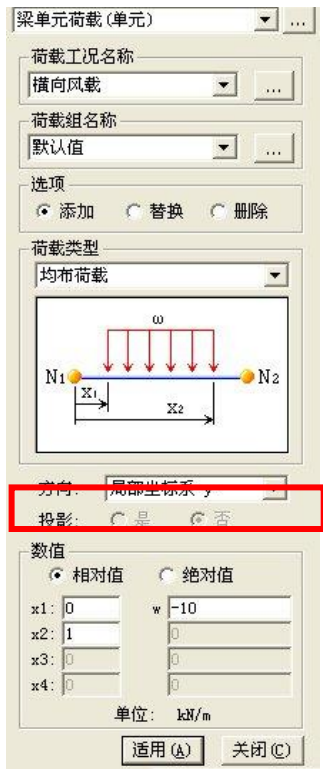 梁单元荷载(单元) ...
荷载工况名称
横向风载 ...
荷载组名称
默认值 ...
选项
添加 替换 删除
荷载类型
均布荷载
ω
N1 N2
X1
X2
方向: 局部坐标系 y
投影: 是 否
数值
相对值 绝对值
x1: 0 w -10
x2: 1 0
x3: 0 0
x4: 0 0
单位: kN/m
适用(A) 关闭(C)